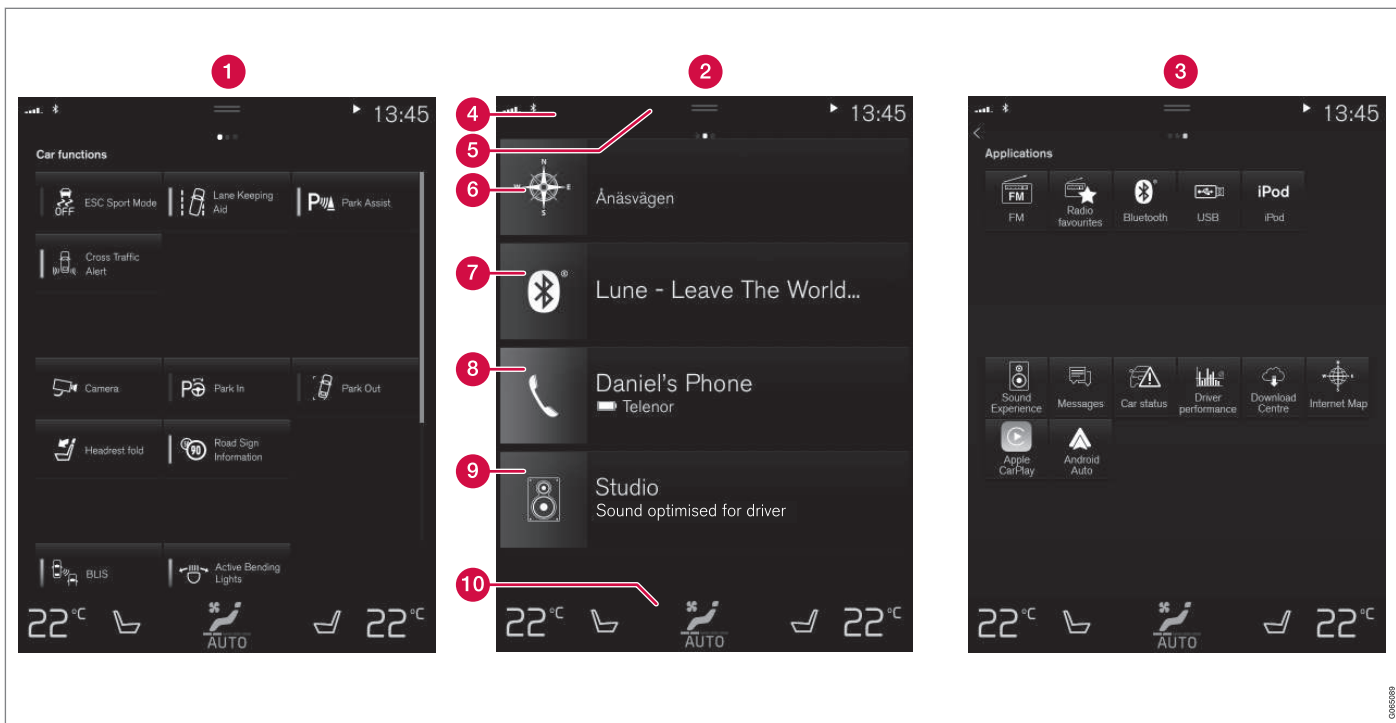 1
2
3
13:45
Car functions
OFF
ESC Sport Mode
Lane Keeping
Aid
P
Park Assist
Cross Traffic
Alert
Camera
P
Park In
Park Out
Headrest fold
90
Road Sign
Information
BLIS
Active Bending
Lights
22°C
AUTO
22°C
4
5
6
7
8
9
10
13:45
N
W
E
S
Ånäsvägen
Lune - Leave The World...
Daniel's Phone
Telenor
Studio
Sound optimised for driver
22°C
AUTO
22°C
13:45
Applications
FM
FM
Radio
favourites
Bluetooth
USB
iPod
iPod
Sound
Experience
Messages
Car status
Driver
performance
Download
Centre
Internet Map
Apple
CarPlay
Android
Auto
22°C
AUTO
22°C
G065089